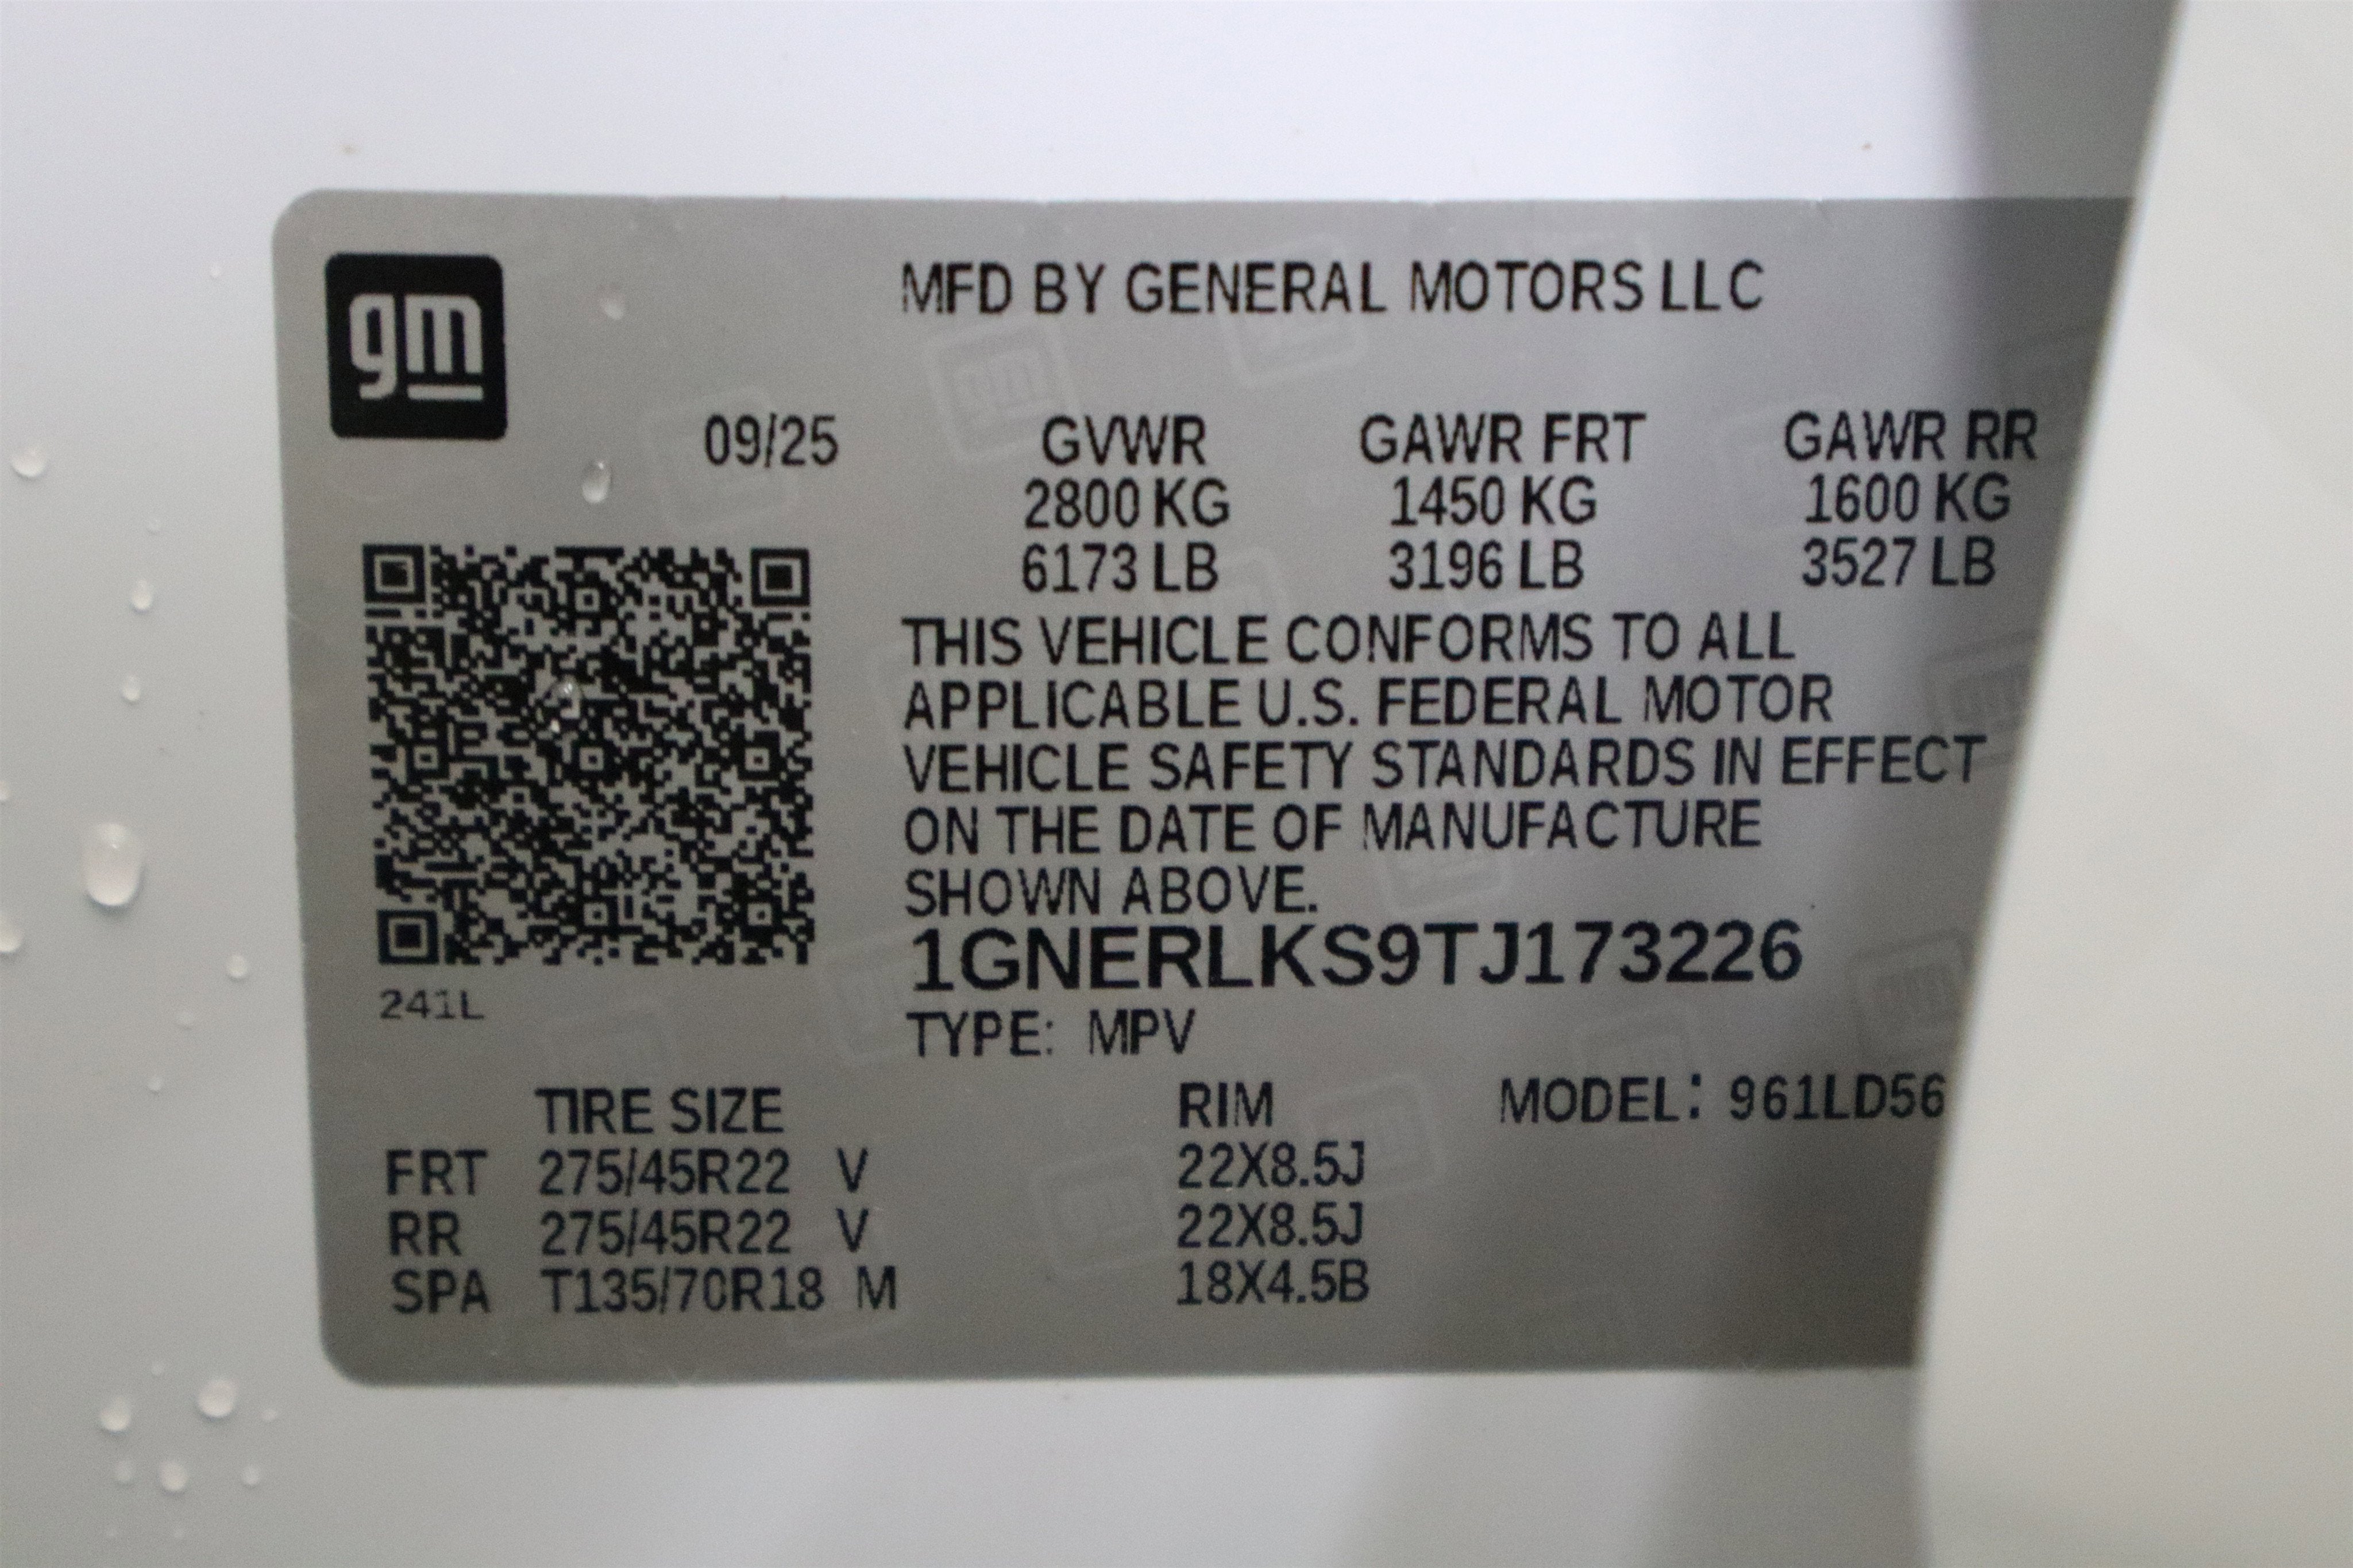 gm
MFD BY GENERAL MOTORS LLC
09/25 GVWR GAWR FRT GAWR RR
2800 KG 1450 KG 1600 KG
6173 LB 3196 LB 3527 LB
THIS VEHICLE CONFORMS TO ALL
APPLICABLE U.S. FEDERAL MOTOR
VEHICLE SAFETY STANDARDS IN EFFECT
ON THE DATE OF MANUFACTURE
SHOWN ABOVE.
1GNERLKS9TJ173226
241L
TYPE: MPV
TIRE SIZE RIM MODEL: 961LD56
FRT 275/45R22 V 22X8.5J
RR 275/45R22 V 22X8.5J
SPA T135/70R18 M 18X4.5B